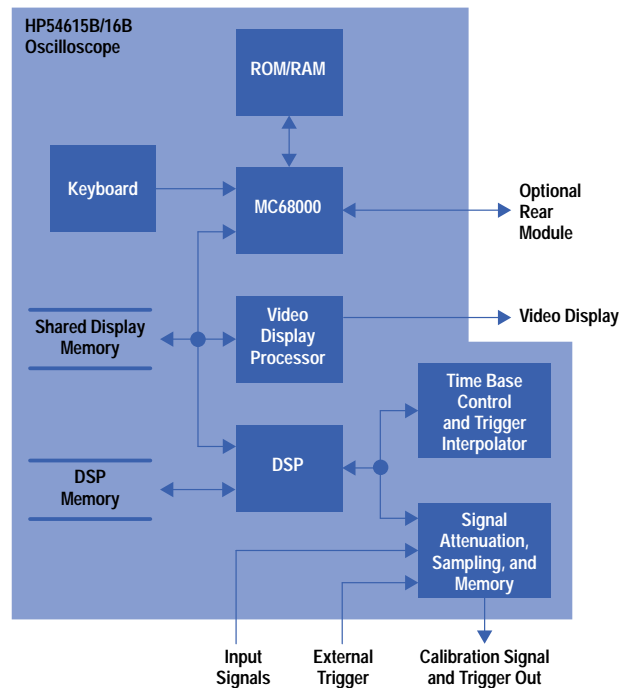 HP54615B/16B
Oscilloscope
ROM/RAM
Keyboard
MC68000
Optional
Rear
Module
Shared Display
Memory
Video
Display
Processor
Video Display
Time Base
Control
and Trigger
Interpolator
DSP
Memory
DSP
Signal
Attenuation,
Sampling, and
Memory
Input
Signals
External
Trigger
Calibration Signal
and Trigger Out